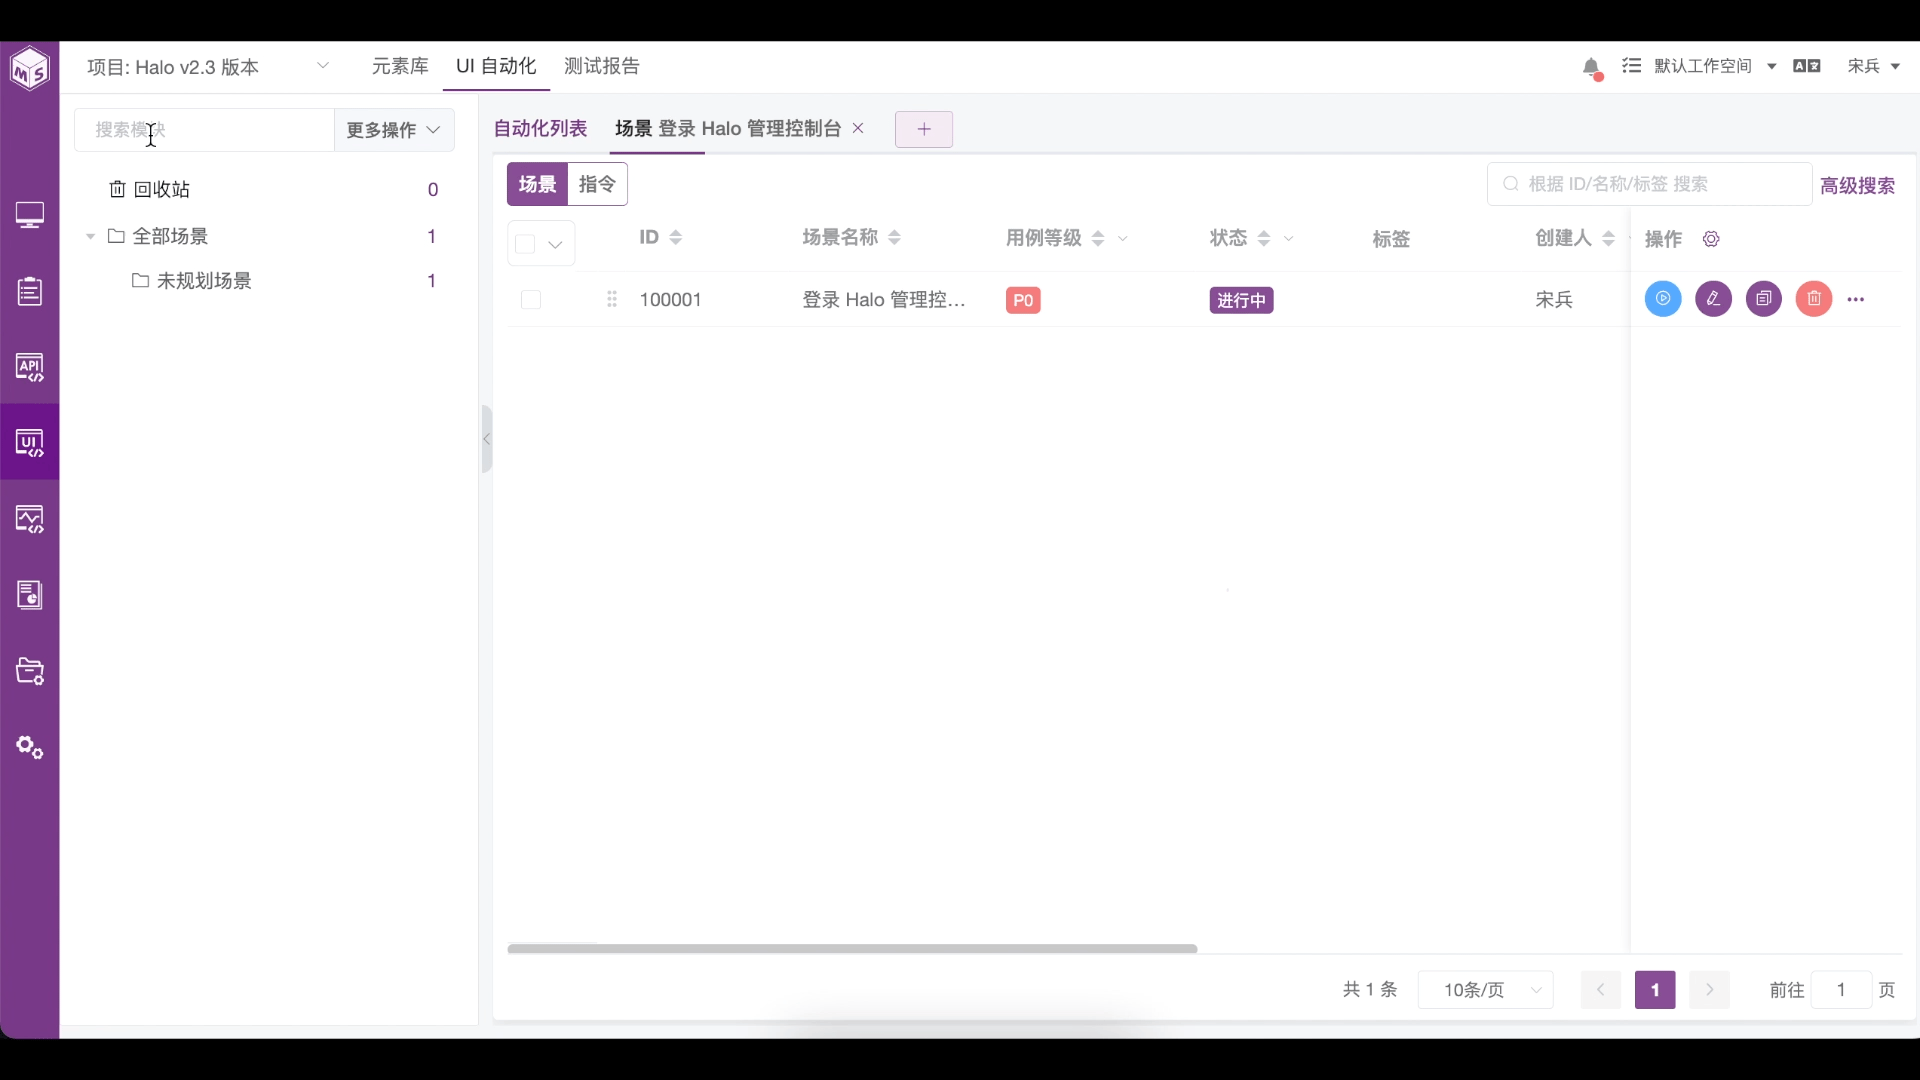 MS
项目: Halo v2.3 版本
元素库
UI 自动化
测试报告
默认工作空间
宋兵
搜索模块
更多操作
自动化列表
场景 登录 Halo 管理控制台
回收站
0
全部场景
1
未规划场景
1
API
UI
场景
指令
根据 ID/名称/标签 搜索
高级搜索
ID
场景名称
用例等级
状态
标签
创建人
操作
100001
登录 Halo 管理控...
P0
进行中
宋兵
共 1 条
10条/页
1
前往
1
页